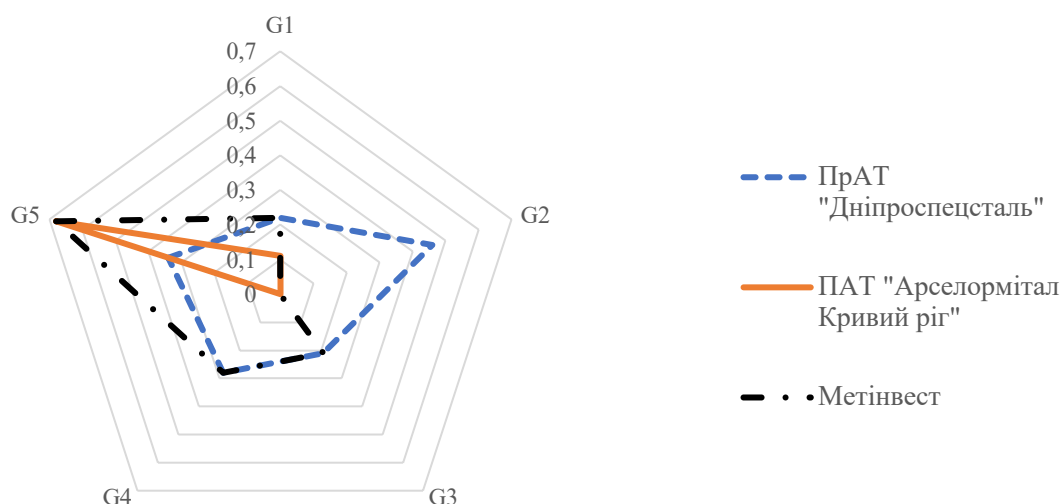 G1
0,7
0,6
0,5
0,4
0,3
0,2
0,1
0
G5
G2
G4
G3
ПрАТ
"Дніпроспецсталь"
ПАТ "Арселормітал
Кривий ріг"
Метінвест